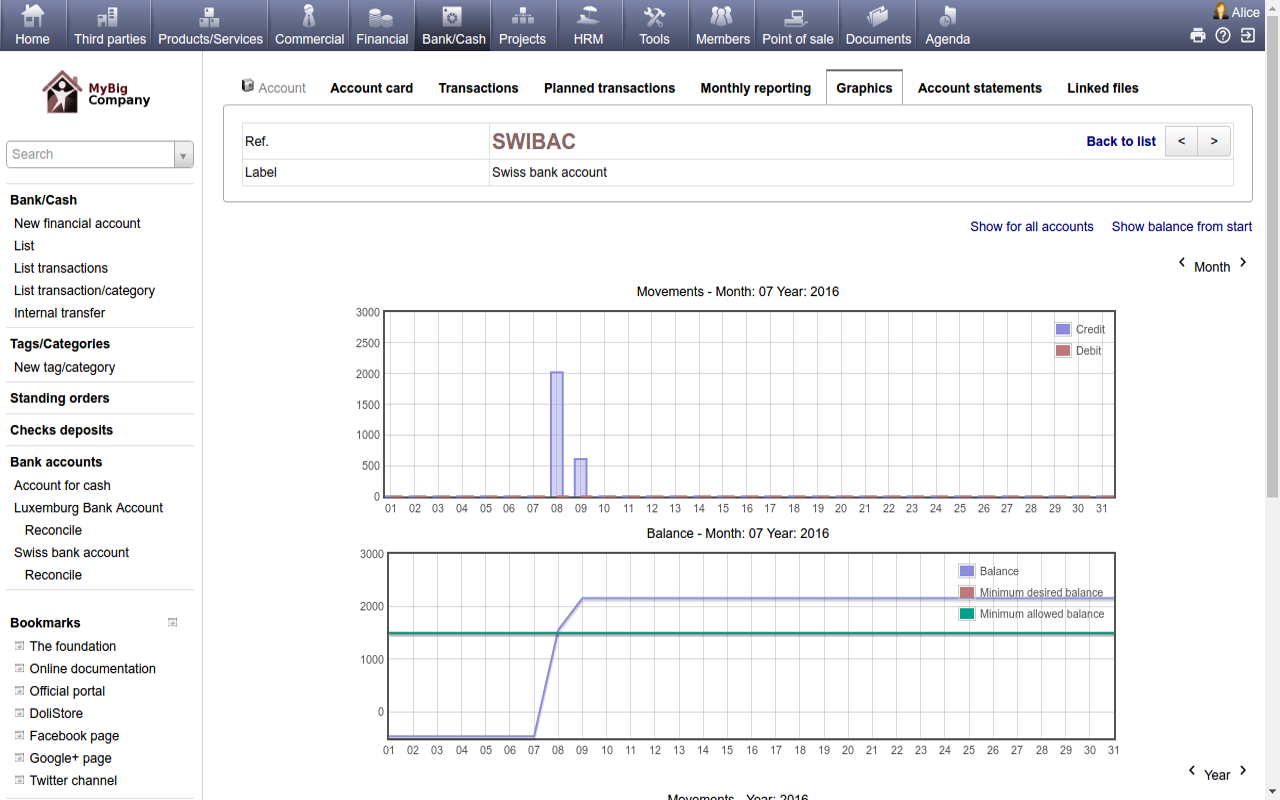 Home Third parties Products/Services Commercial Financial Bank/Cash Projects HRM Tools Members Point of sale Documents Agenda Alice
MyBig
Company
Search
Bank/Cash
New financial account
List
List transactions
List transaction/category
Internal transfer
Tags/Categories
New tag/category
Standing orders
Checks deposits
Bank accounts
Account for cash
Luxemburg Bank Account
Reconcile
Swiss bank account
Reconcile
Bookmarks
The foundation
Online documentation
Official portal
DoliStore
Facebook page
Google+ page
Twitter channel
Account Account card Transactions Planned transactions Monthly reporting Graphics Account statements Linked files
Ref. SWIBAC Back to list < >
Label Swiss bank account
Show for all accounts Show balance from start
< Month >
Movements - Month: 07 Year: 2016
3000
2500
2000
1500
1000
500
0
Credit
Debit
01 02 03 04 05 06 07 08 09 10 11 12 13 14 15 16 17 18 19 20 21 22 23 24 25 26 27 28 29 30 31
Balance - Month: 07 Year: 2016
3000
2000
1000
0
Balance
Minimum desired balance
Minimum allowed balance
01 02 03 04 05 06 07 08 09 10 11 12 13 14 15 16 17 18 19 20 21 22 23 24 25 26 27 28 29 30 31
< Year >
Movements - Year: 2016